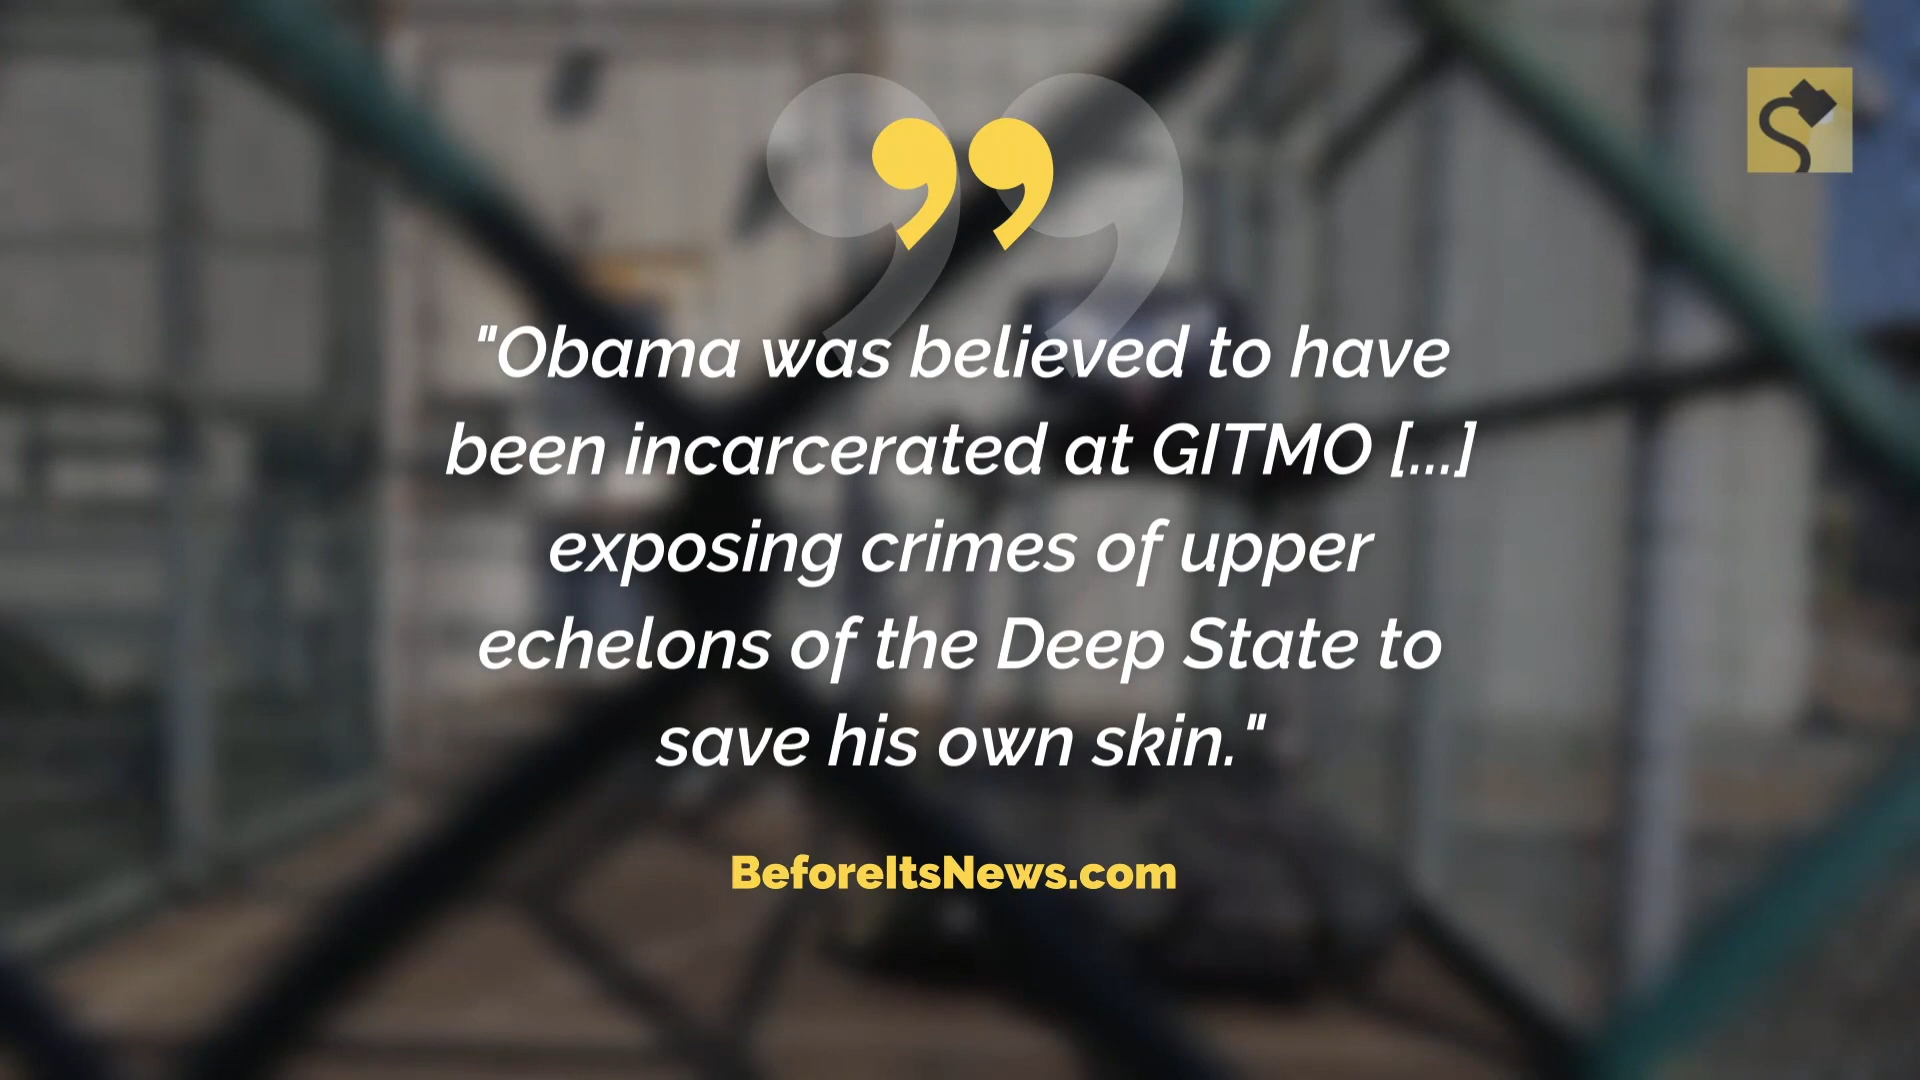 "Obama was believed to have
been incarcerated at GITMO [...]
exposing crimes of upper
echelons of the Deep State to
save his own skin."
BeforeItsNews.com